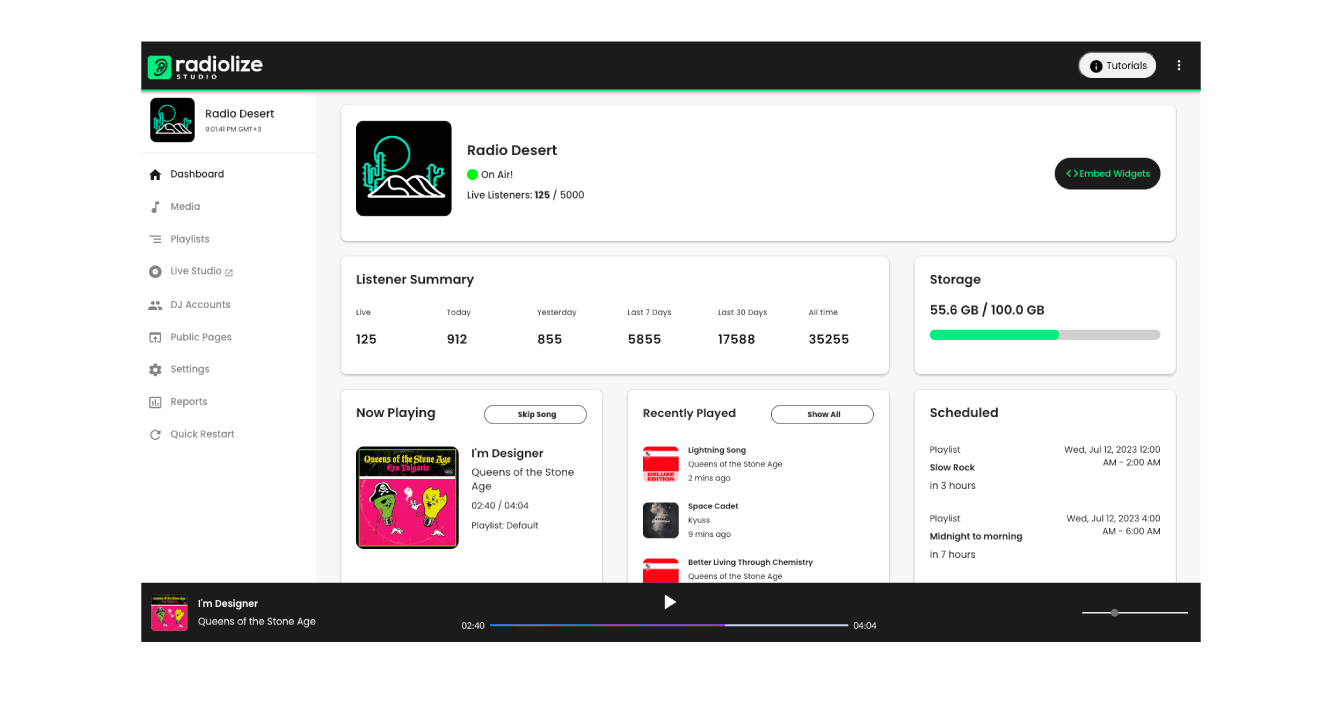 radiolize
STUDIO
Tutorials
Radio Desert
9:01:41 PM GMT+3
Dashboard
Media
Playlists
Live Studio
DJ Accounts
Public Pages
Settings
Reports
Quick Restart
Radio Desert
On Air!
Live Listeners: 125 / 5000
<>Embed Widgets
Listener Summary
Live
Today
Yesterday
Last 7 Days
Last 30 Days
All time
125
912
855
5855
17588
35255
Storage
55.6 GB / 100.0 GB
Now Playing
Skip Song
Queens of the Stone Age
Era Vulgaris
I'm Designer
Queens of the Stone
Age
02:40 / 04:04
Playlist: Default
Recently Played
Show All
DELUXE
EDITION
Lightning Song
Queens of the Stone Age
2 mins ago
Space Cadet
Kyuss
9 mins ago
Better Living Through Chemistry
Queens of the Stone Age
Scheduled
Playlist
Slow Rock
in 3 hours
Wed, Jul 12, 2023 12:00
AM - 2:00 AM
Playlist
Midnight to morning
in 7 hours
Wed, Jul 12, 2023 4:00
AM - 6:00 AM
I'm Designer
Queens of the Stone Age
02:40
04:04